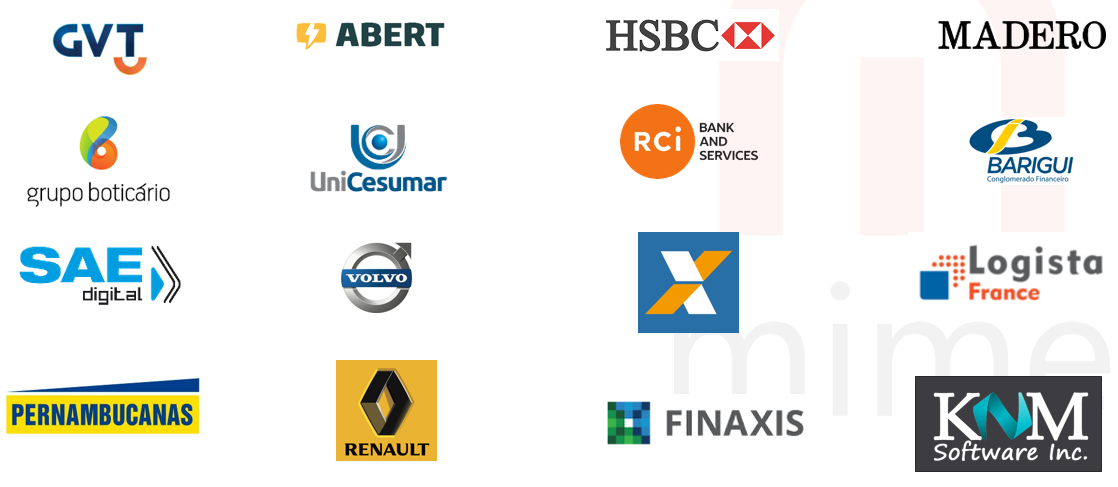 GVT
ABERT
HSBC
MADERO
grupo boticário
UniCesumar
RCi BANK
AND
SERVICES
BARIGUI
Conglomerado Financeiro
SAE
digital
VOLVO
X
Logista
France
mime
PERNAMBUCANAS
RENAULT
FINAXIS
KNM
Software Inc.